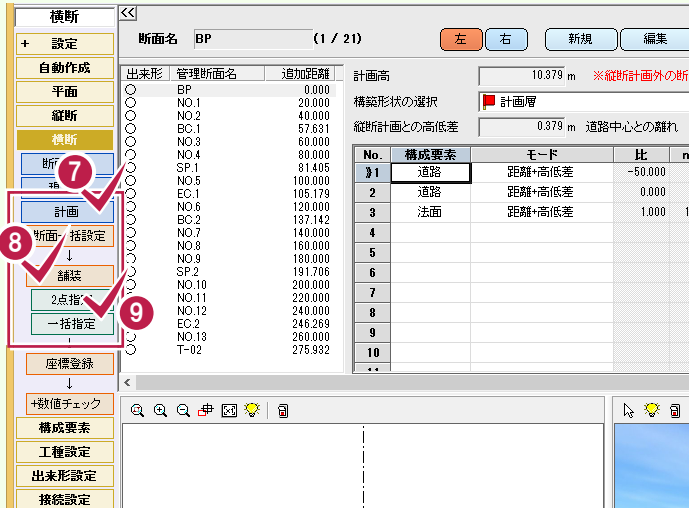 横断
+ 設定
自動作成
平面
縦断
横断
断面
7
計画
8
断面一括設定
↓
舗装
2点指定
9
一括指定
↓
座標登録
↓
+数値チェック
構成要素
工種設定
出来形設定
接続設定
<<
断面名 BP (1 / 21)
左 右 新規 編集
出来形 管理断面名 追加距離
BP 0.000
NO.1 20.000
NO.2 40.000
BC.1 57.631
NO.3 60.000
NO.4 80.000
SP.1 81.405
NO.5 100.000
EC.1 105.179
NO.6 120.000
BC.2 137.142
NO.7 140.000
NO.8 160.000
NO.9 180.000
SP.2 191.706
NO.10 200.000
NO.11 220.000
NO.12 240.000
EC.2 246.269
NO.13 260.000
T-02 275.932
計画高 10.379 m ※縦断計画外の断
構築形状の選択 計画層
縦断計画との高低差 0.379 m 道路中心との離れ
No. 構成要素 モード 比
1 道路 距離+高低差 -50.000
2 道路 距離+高低差 0.000
3 法面 距離+高低差 1.000 1
4
5
6
7
8
9
10
11